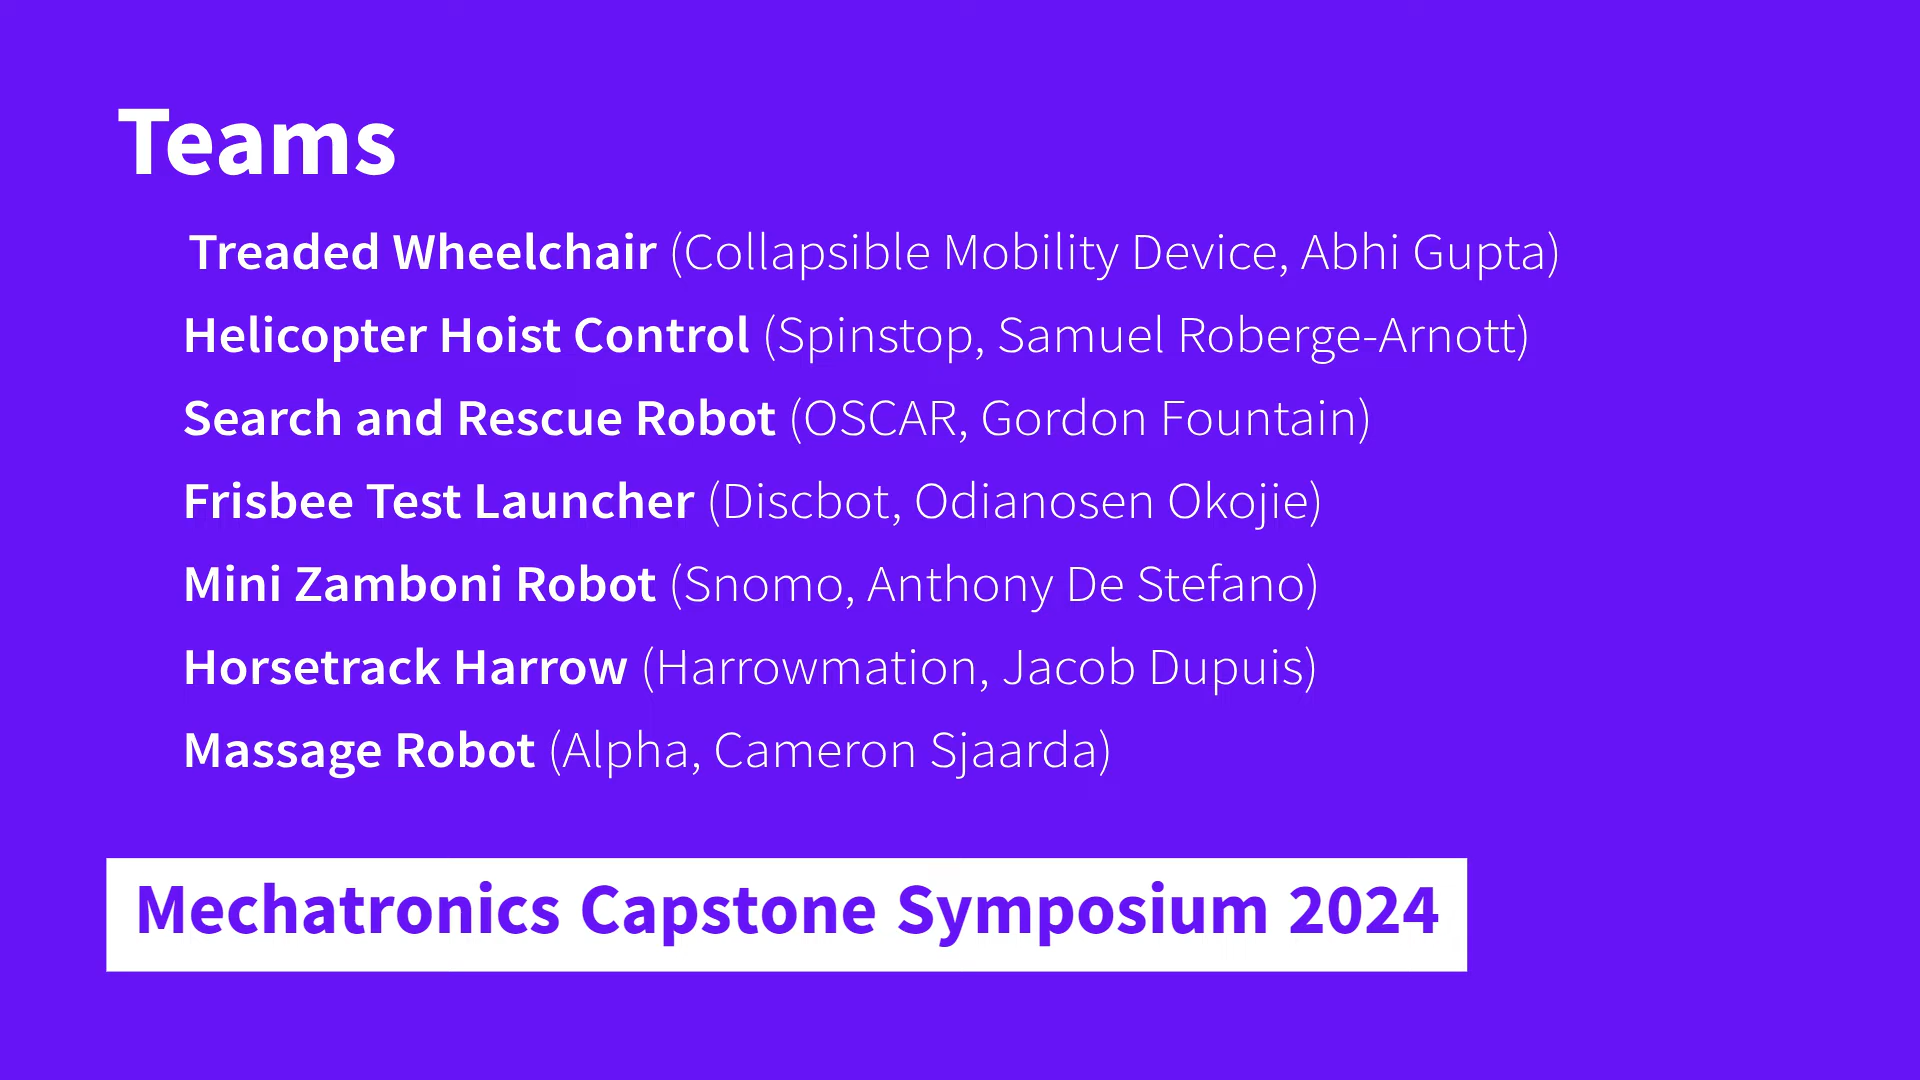 Teams
Treaded Wheelchair (Collapsible Mobility Device, Abhi Gupta)
Helicopter Hoist Control (Spinstop, Samuel Roberge-Arnott)
Search and Rescue Robot (OSCAR, Gordon Fountain)
Frisbee Test Launcher (Discbot, Odianosen Okojie)
Mini Zamboni Robot (Snomo, Anthony De Stefano)
Horsetrack Harrow (Harrowmation, Jacob Dupuis)
Massage Robot (Alpha, Cameron Sjaarda)
Mechatronics Capstone Symposium 2024